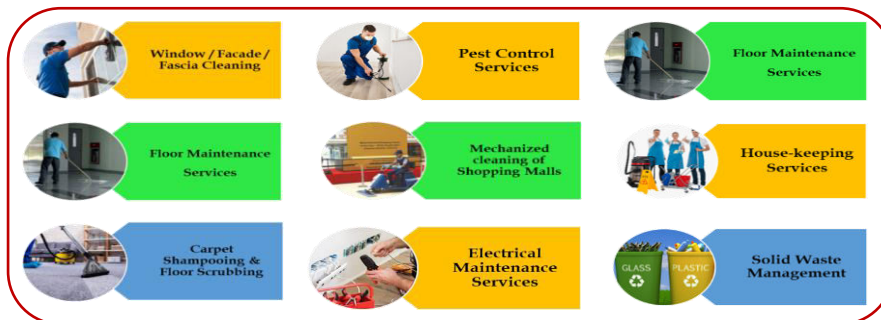 Window / Facade /
Fascia Cleaning
Pest Control
Services
Floor Maintenance
Services
Floor Maintenance
Services
Mechanized
cleaning of
Shopping Malls
House-keeping
Services
Carpet
Shampooing &
Floor Scrubbing
Electrical
Maintenance
Services
GLASS
PLASTIC
Solid Waste
Management